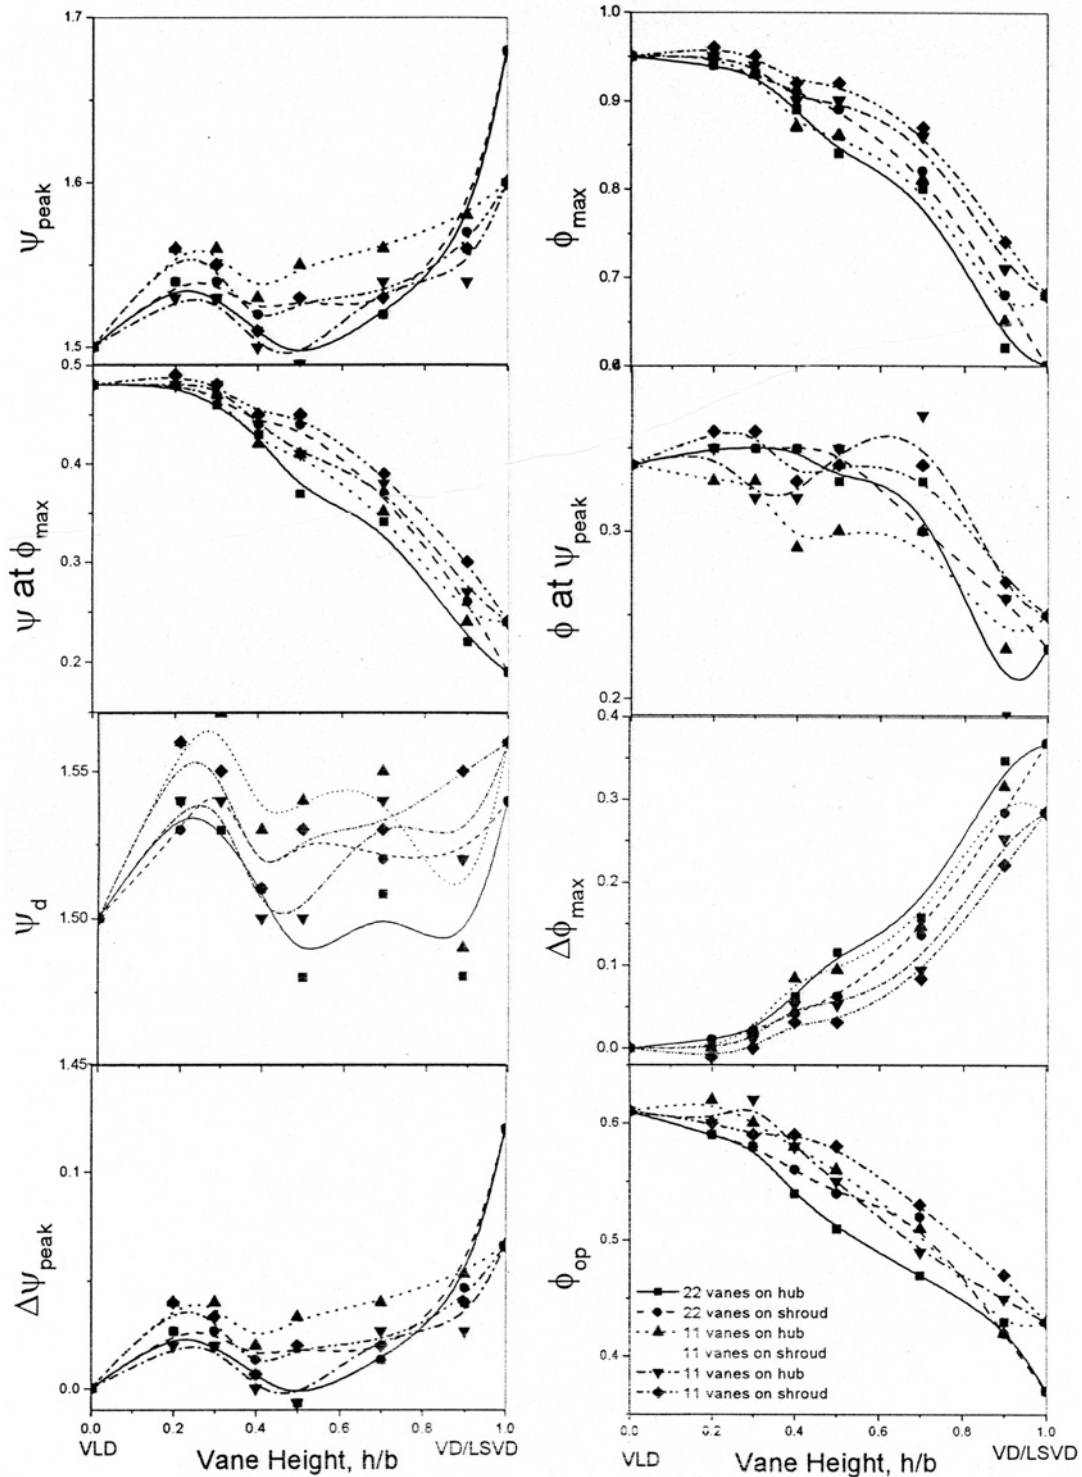 1.7
1.6
1.5
ψpeak
1.0
0.9
0.8
0.7
0.6
ϕmax
0.5
0.4
0.3
0.2
ψ at ϕmax
0.3
0.2
ϕ at ψpeak
1.55
1.50
1.45
ψd
0.4
0.3
0.2
0.1
0.0
Δϕmax
0.1
0.0
Δψpeak
0.0 0.2 0.4 0.6 0.8 1.0
VLD Vane Height, h/b VD/LSVD
0.6
0.5
0.4
ϕop
22 vanes on hub
22 vanes on shroud
11 vanes on hub
11 vanes on shroud
11 vanes on hub
11 vanes on shroud
0.0 0.2 0.4 0.6 0.8 1.0
VLD Vane Height, h/b VD/LSVD